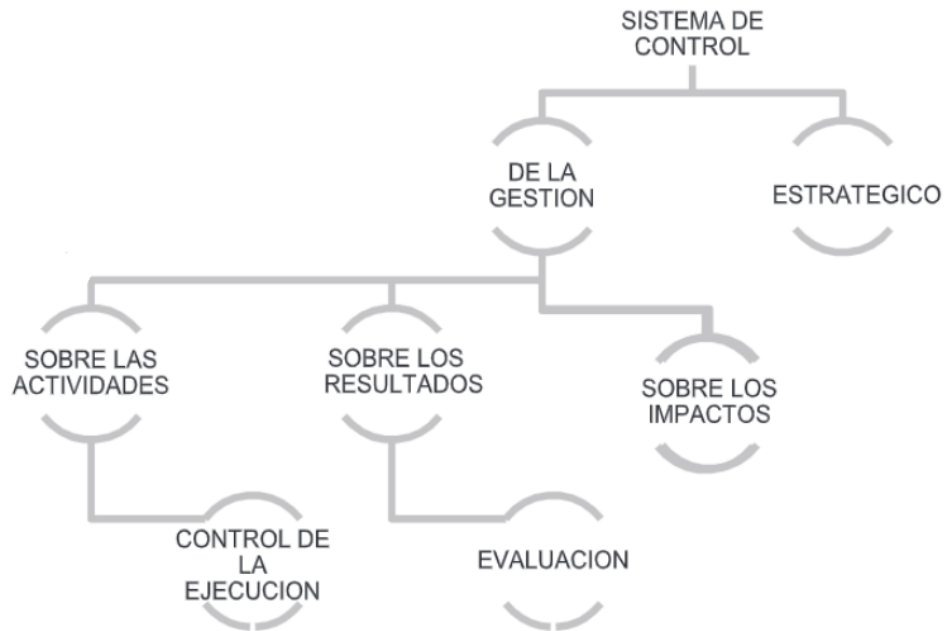 SISTEMA DE
CONTROL
DE LA
GESTION
ESTRATEGICO
SOBRE LAS
ACTIVIDADES
SOBRE LOS
RESULTADOS
SOBRE LOS
IMPACTOS
CONTROL DE
LA
EJECUCION
EVALUACION